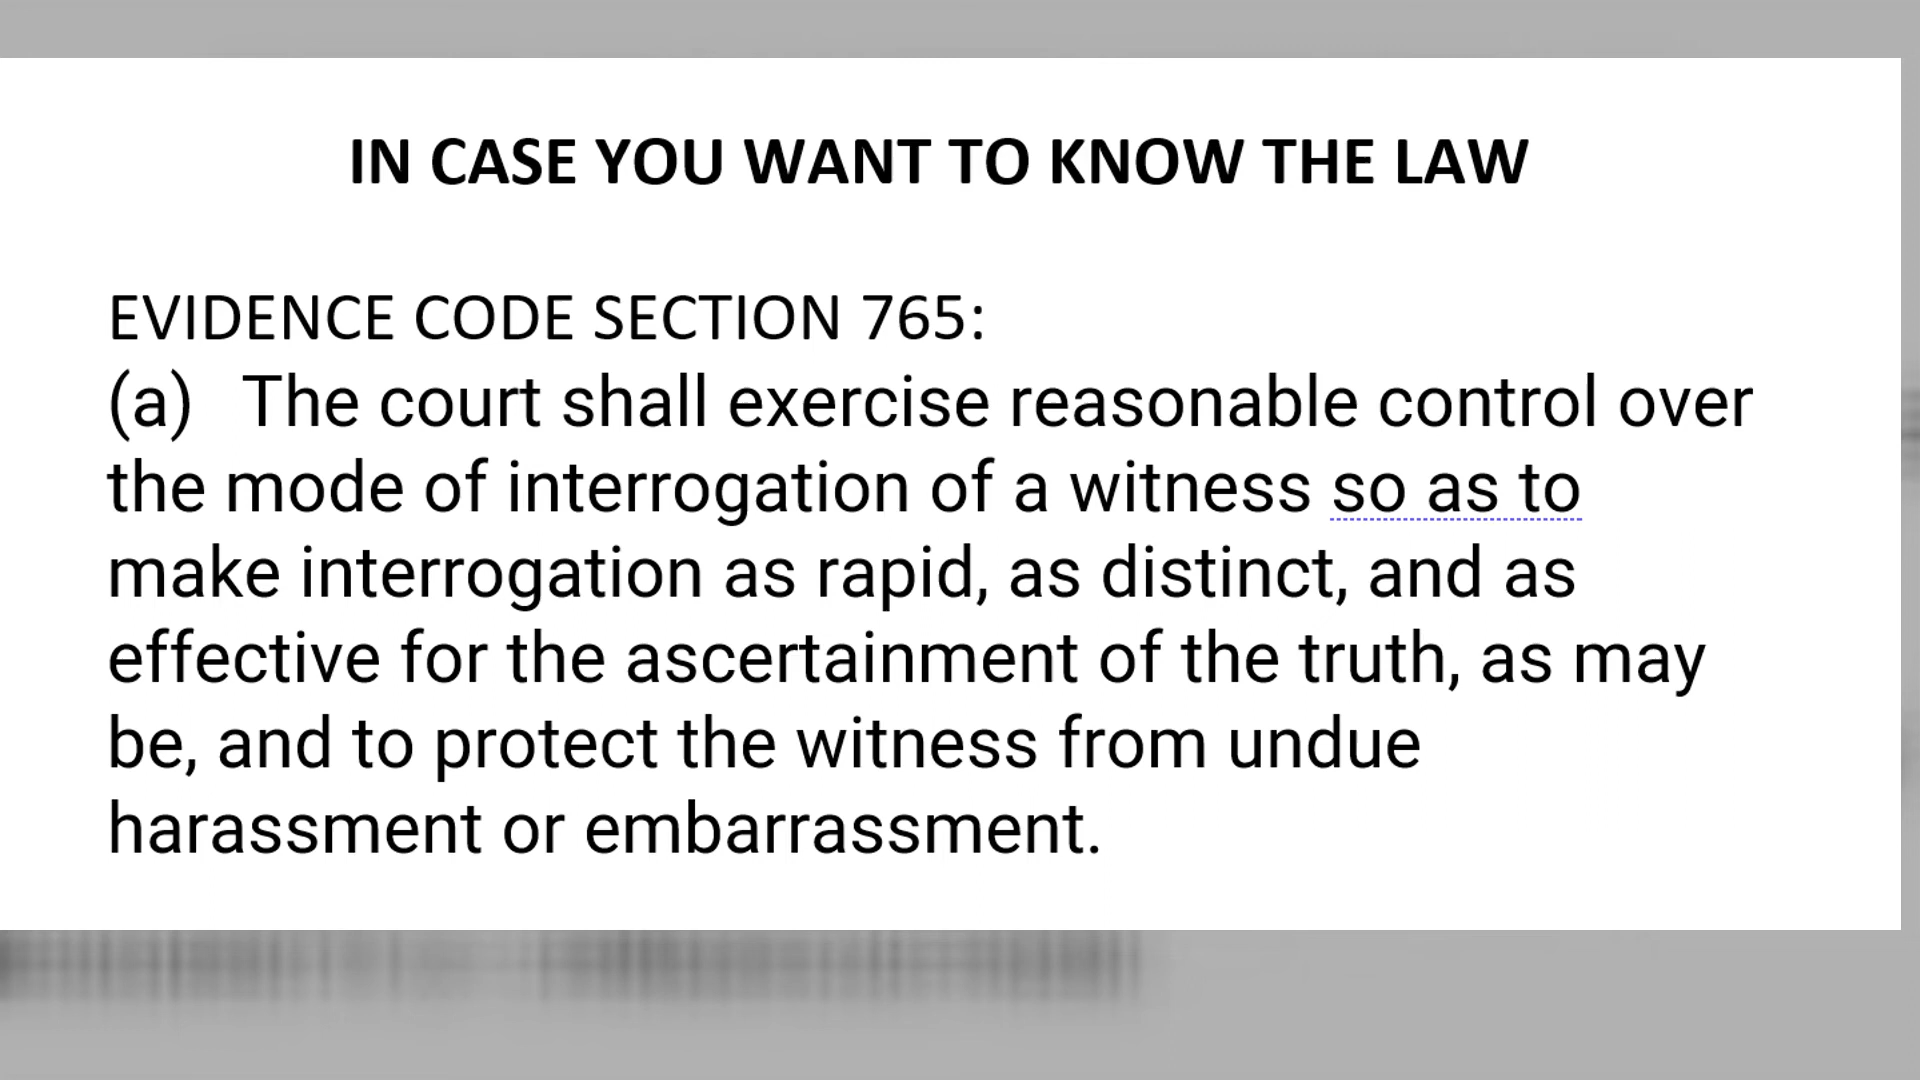 IN CASE YOU WANT TO KNOW THE LAW
EVIDENCE CODE SECTION 765:
(a) The court shall exercise reasonable control over
the mode of interrogation of a witness so as to
make interrogation as rapid, as distinct, and as
effective for the ascertainment of the truth, as may
be, and to protect the witness from undue
harassment or embarrassment.